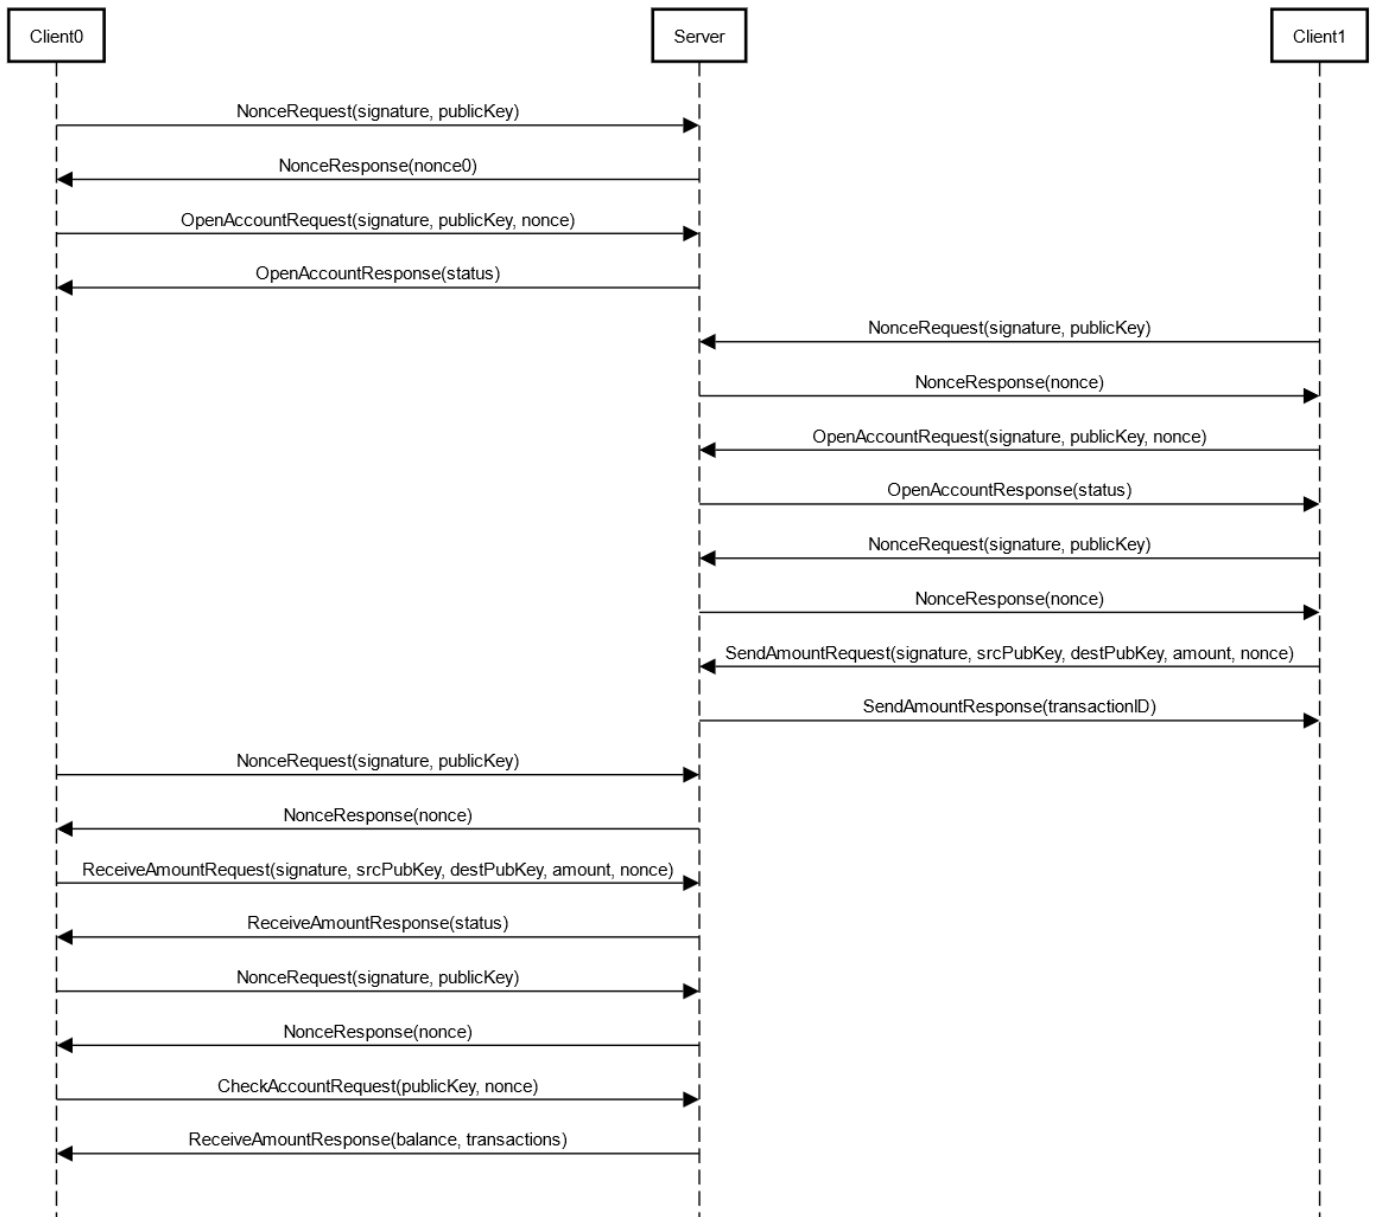 Client0
Server
Client1
NonceRequest(signature, publicKey)
NonceResponse(nonce0)
OpenAccountRequest(signature, publicKey, nonce)
OpenAccountResponse(status)
NonceRequest(signature, publicKey)
NonceResponse(nonce)
OpenAccountRequest(signature, publicKey, nonce)
OpenAccountResponse(status)
NonceRequest(signature, publicKey)
NonceResponse(nonce)
SendAmountRequest(signature, srcPubKey, destPubKey, amount, nonce)
SendAmountResponse(transactionID)
NonceRequest(signature, publicKey)
NonceResponse(nonce)
ReceiveAmountRequest(signature, srcPubKey, destPubKey, amount, nonce)
ReceiveAmountResponse(status)
NonceRequest(signature, publicKey)
NonceResponse(nonce)
CheckAccountRequest(publicKey, nonce)
ReceiveAmountResponse(balance, transactions)